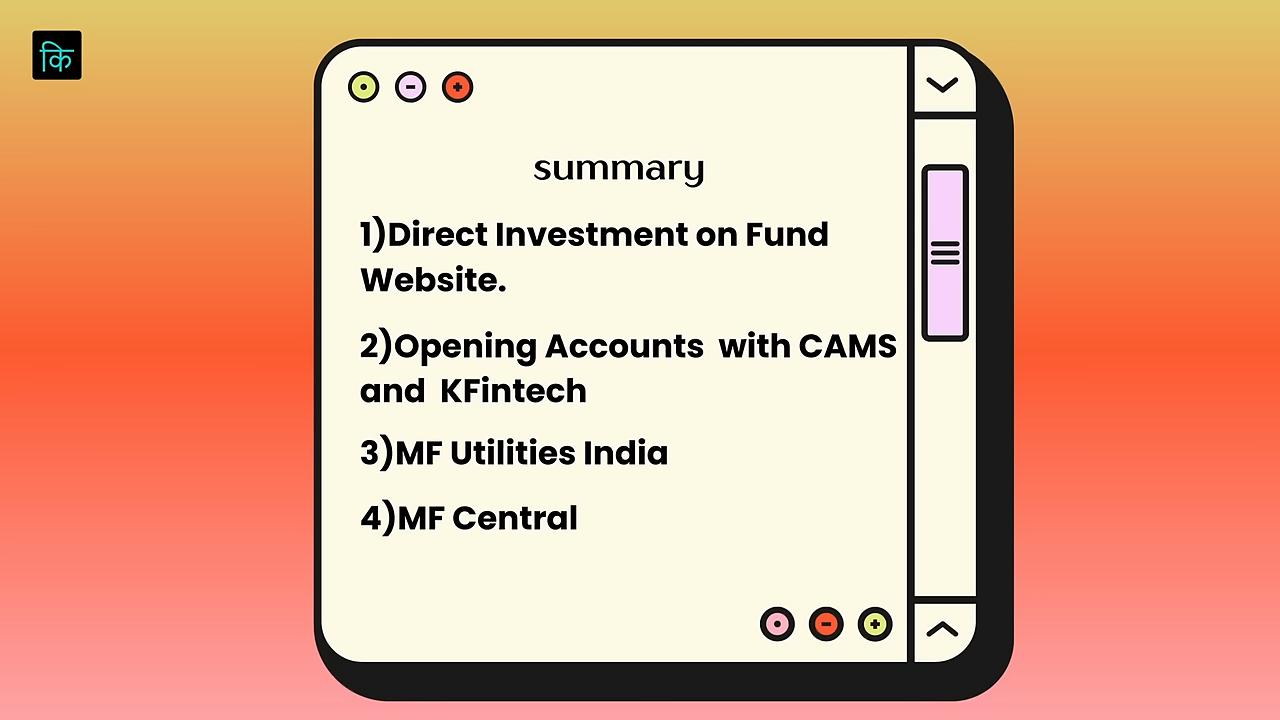 कि
summary
1)Direct Investment on Fund
Website.
2)Opening Accounts  with CAMS
and  KFintech
3)MF Utilities India
4)MF Central